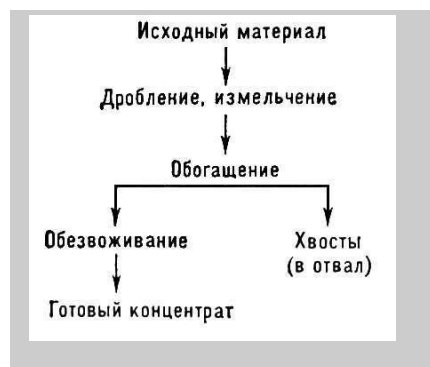 Исходный материал
Дробление, измельчение
Обогащение
Обезвоживание
Хвосты
(в отвал)
Готовый концентрат